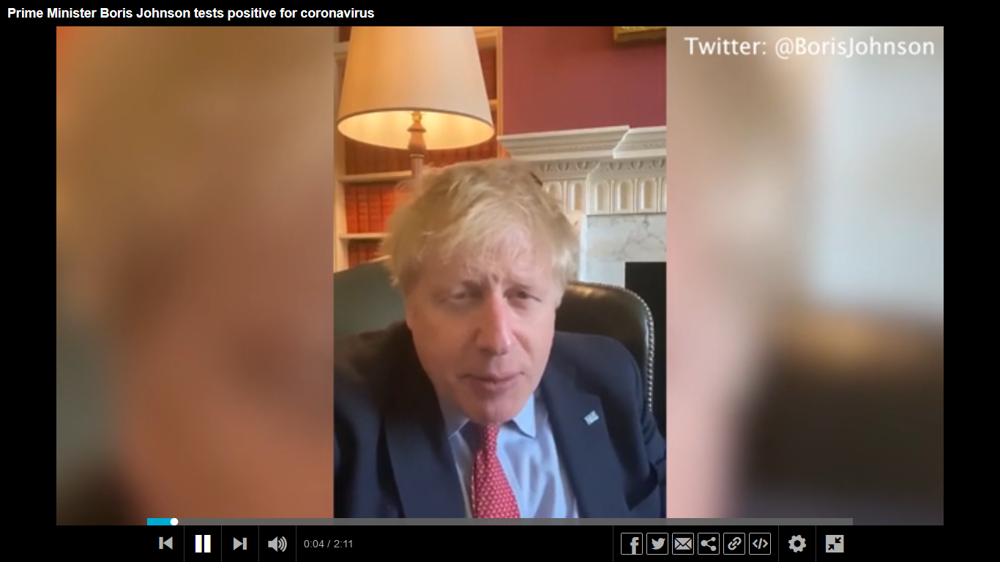 Prime Minister Boris Johnson tests positive for coronavirus
Twitter: @BorisJohnson
0:04 / 2:11